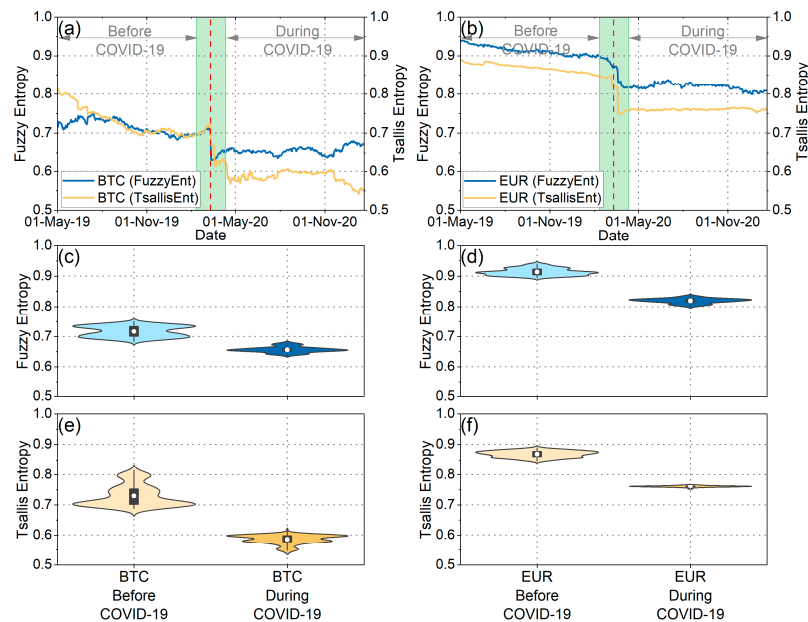 (a)
Before
COVID-19
During
COVID-19
1.0
0.9
0.8
0.7
0.6
0.5
Fuzzy Entropy
1.0
0.9
0.8
0.7
0.6
0.5
Tsallis Entropy
BTC (FuzzyEnt)
BTC (TsallisEnt)
01-May-19
01-Nov-19
01-May-20
01-Nov-20
Date
(b)
Before
COVID-19
During
COVID-19
1.0
0.9
0.8
0.7
0.6
0.5
Fuzzy Entropy
1.0
0.9
0.8
0.7
0.6
0.5
Tsallis Entropy
EUR (FuzzyEnt)
EUR (TsallisEnt)
01-May-19
01-Nov-19
01-May-20
01-Nov-20
Date
(c)
1.0
0.9
0.8
0.7
0.6
0.5
Fuzzy Entropy
(d)
1.0
0.9
0.8
0.7
0.6
0.5
Fuzzy Entropy
(e)
1.0
0.9
0.8
0.7
0.6
0.5
Tsallis Entropy
BTC
Before
COVID-19
BTC
During
COVID-19
(f)
1.0
0.9
0.8
0.7
0.6
0.5
Tsallis Entropy
EUR
Before
COVID-19
EUR
During
COVID-19